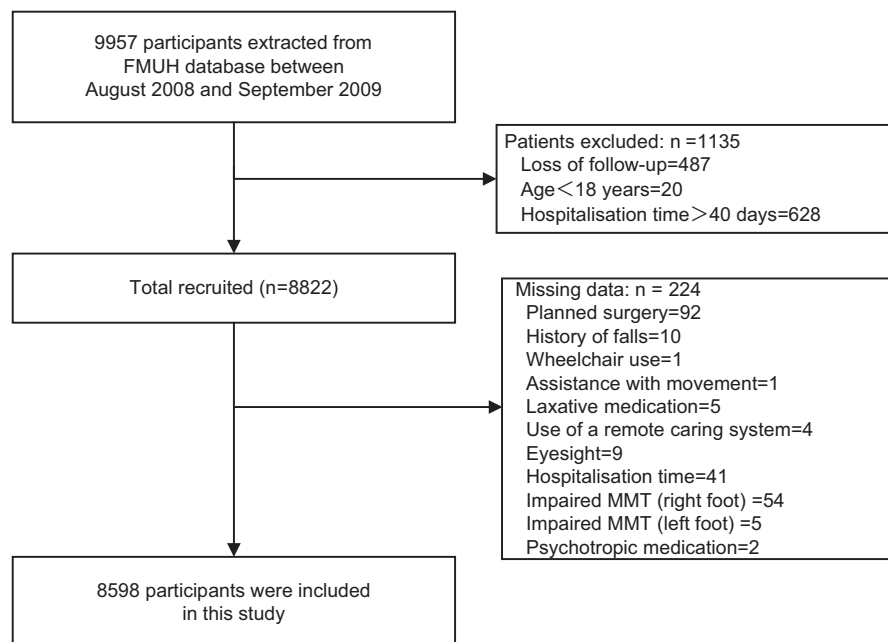 9957 participants extracted from
FMUH database between
August 2008 and September 2009
Patients excluded: n =1135
Loss of follow-up=487
Age＜18 years=20
Hospitalisation time＞40 days=628
Total recruited (n=8822)
Missing data: n = 224
Planned surgery=92
History of falls=10
Wheelchair use=1
Assistance with movement=1
Laxative medication=5
Use of a remote caring system=4
Eyesight=9
Hospitalisation time=41
Impaired MMT (right foot) =54
Impaired MMT (left foot) =5
Psychotropic medication=2
8598 participants were included
in this study